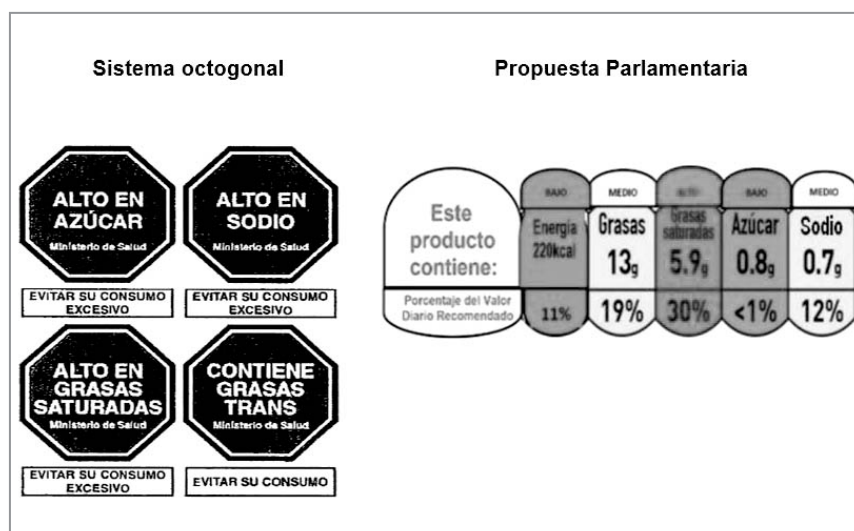 Sistema octogonal
Propuesta Parlamentaria
ALTO EN
AZÚCAR
Ministerio de Salud
EVITAR SU CONSUMO
EXCESIVO
ALTO EN
SODIO
Ministerio de Salud
EVITAR SU CONSUMO
EXCESIVO
ALTO EN
GRASAS
SATURADAS
Ministerio de Salud
EVITAR SU CONSUMO
EXCESIVO
CONTIENE
GRASAS
TRANS
Ministerio de Salud
EVITAR SU CONSUMO
Este
producto
contiene:
Porcentaje del Valor
Diario Recomendado
BAJO
Energía
220kcal
11%
MEDIO
Grasas
13g
19%
ALTO
Grasas
saturadas
5.9g
30%
BAJO
Azúcar
0.8g
<1%
MEDIO
Sodio
0.7g
12%